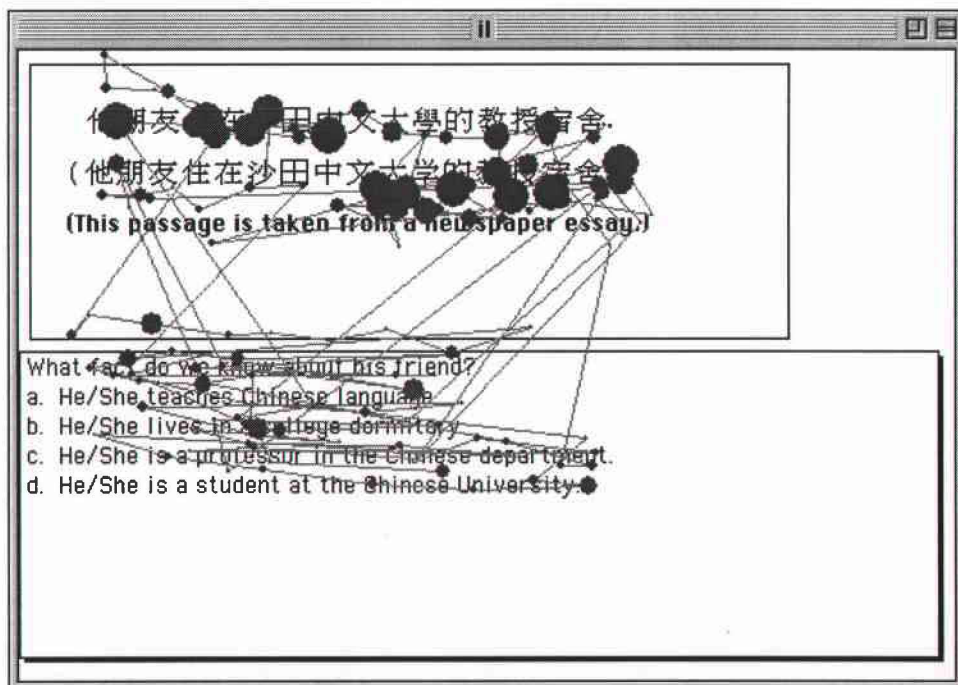 il
他朋友住在沙田中文大學的教授宿舍.
(他朋友住在沙田中文大学的教授宿舍
(This passage is taken from a newspaper essay.)
What fact do we know about his friend?
a. He/She teaches Chinese language.
b. He/She lives in a college dormitory.
c. He/She is a professor in the Chinese department.
d. He/She is a student at the Chinese University.